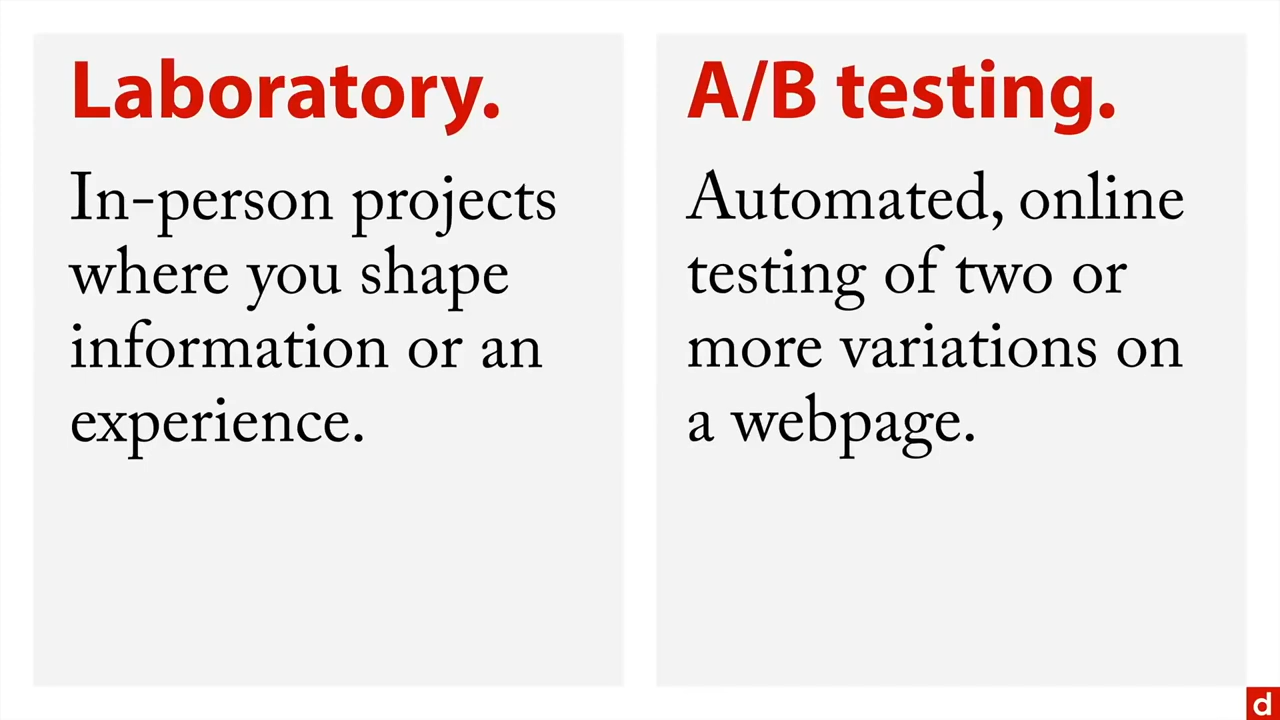 Laboratory.
In-person projects
where you shape
information or an
experience.
A/B testing.
Automated, online
testing of two or
more variations on
a webpage.
d